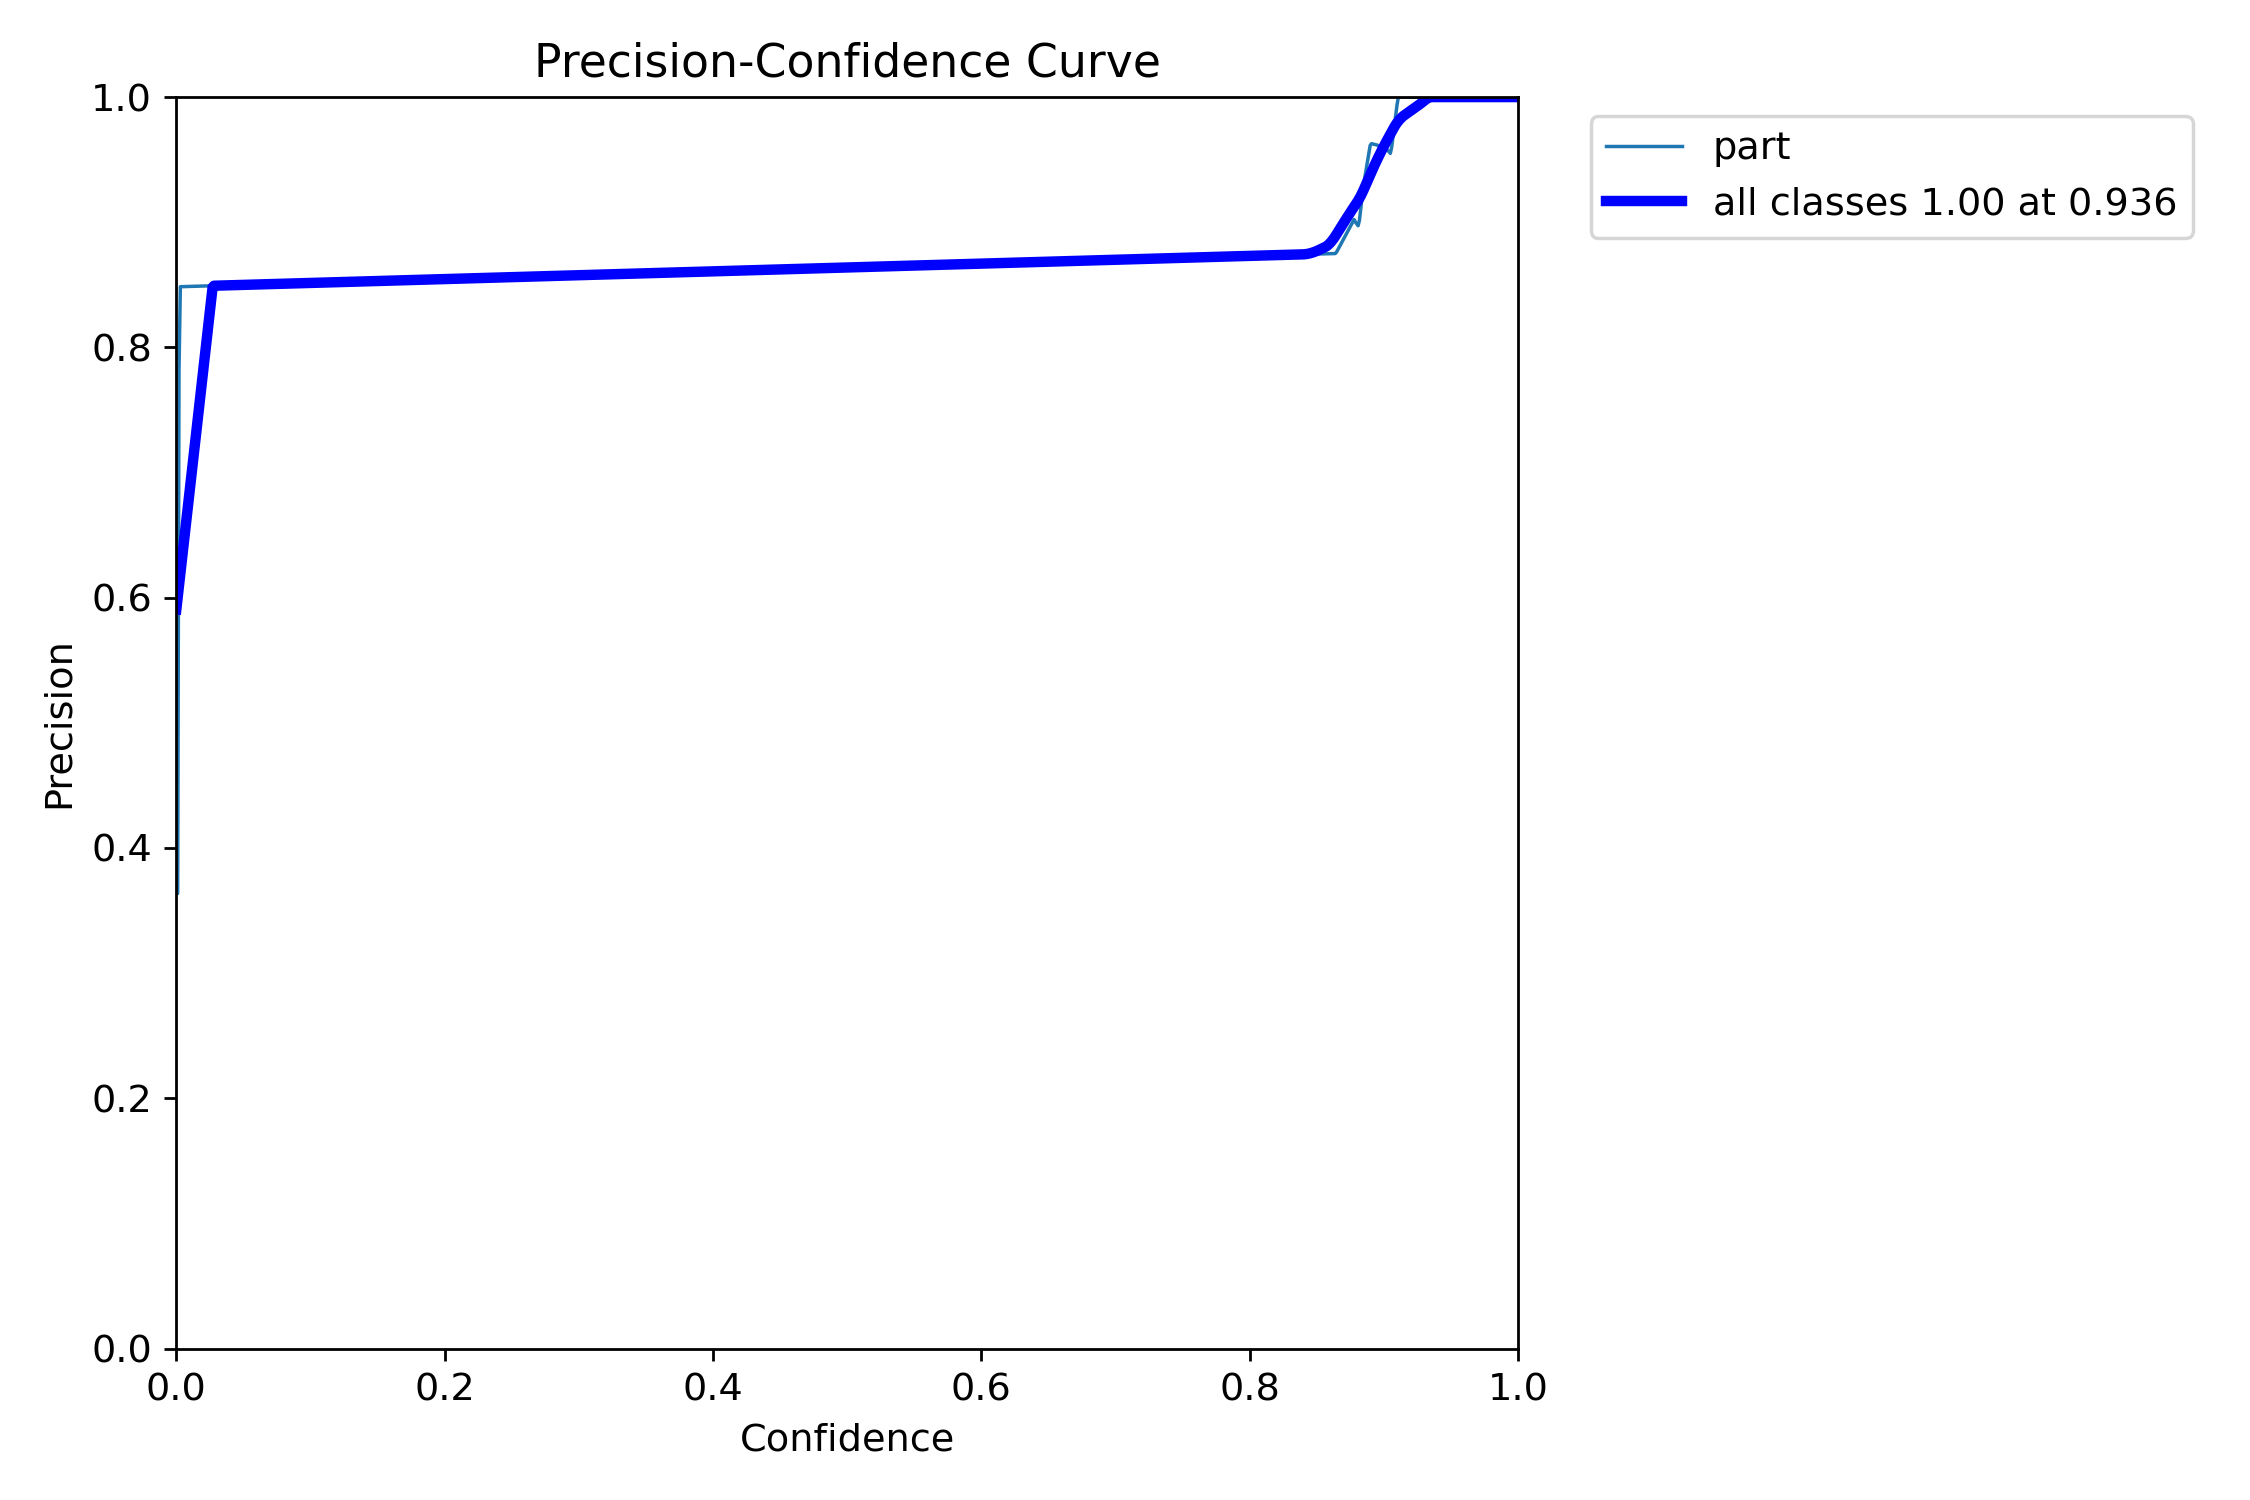 Precision-Confidence Curve
1.0
0.8
0.6
0.4
0.2
0.0
Precision
0.0 0.2 0.4 0.6 0.8 1.0
Confidence
part
all classes 1.00 at 0.936